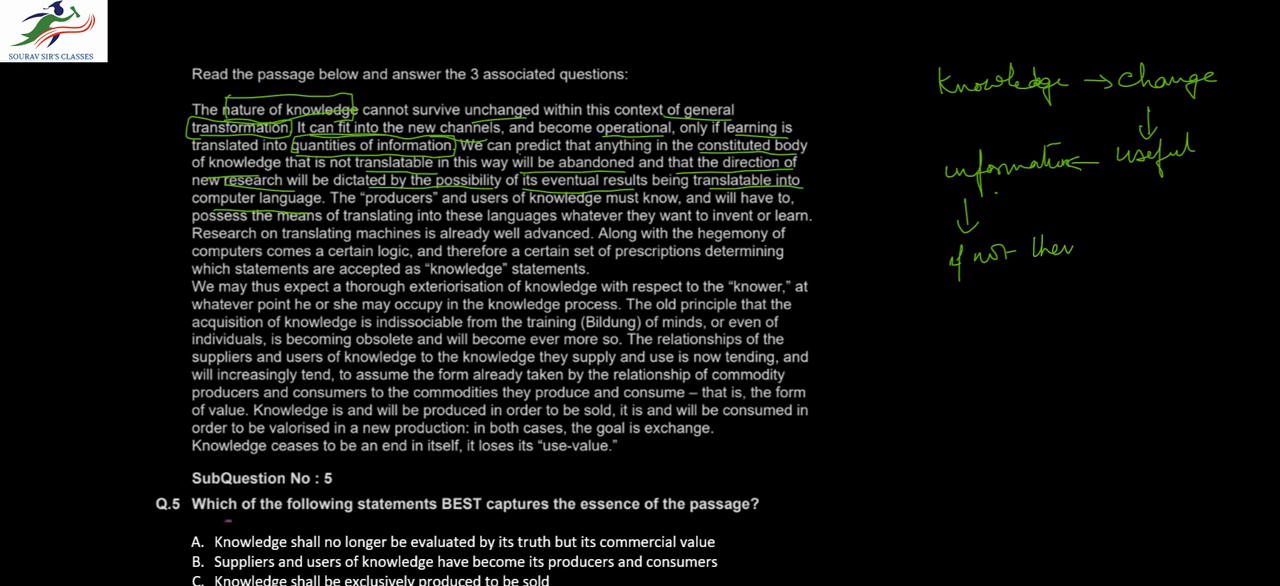 SOURAV SIR'S CLASSES
Read the passage below and answer the 3 associated questions:
The nature of knowledge cannot survive unchanged within this context of general
transformation. It can fit into the new channels, and become operational, only if learning is
translated into quantities of information. We can predict that anything in the constituted body
of knowledge that is not translatable in this way will be abandoned and that the direction of
new research will be dictated by the possibility of its eventual results being translatable into
computer language. The “producers” and users of knowledge must know, and will have to,
possess the means of translating into these languages whatever they want to invent or learn.
Research on translating machines is already well advanced. Along with the hegemony of
computers comes a certain logic, and therefore a certain set of prescriptions determining
which statements are accepted as “knowledge” statements.
We may thus expect a thorough exteriorisation of knowledge with respect to the “knower,” at
whatever point he or she may occupy in the knowledge process. The old principle that the
acquisition of knowledge is indissociable from the training (Bildung) of minds, or even of
individuals, is becoming obsolete and will become ever more so. The relationships of the
suppliers and users of knowledge to the knowledge they supply and use is now tending, and
will increasingly tend, to assume the form already taken by the relationship of commodity
producers and consumers to the commodities they produce and consume – that is, the form
of value. Knowledge is and will be produced in order to be sold, it is and will be consumed in
order to be valorised in a new production: in both cases, the goal is exchange.
Knowledge ceases to be an end in itself, it loses its “use-value.”
SubQuestion No : 5
Q.5 Which of the following statements BEST captures the essence of the passage?
A. Knowledge shall no longer be evaluated by its truth but its commercial value
B. Suppliers and users of knowledge have become its producers and consumers
C. Knowledge shall be exclusively produced to be sold
Knowledge → change
↓
information ← useful
↓
if not then